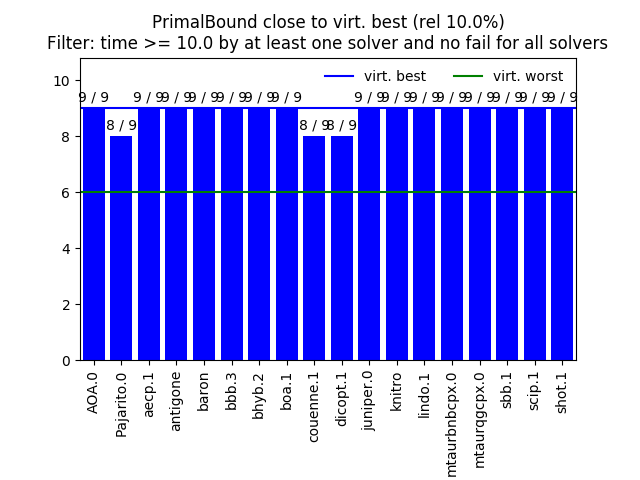 PrimalBound close to virt. best (rel 10.0%)
Filter: time >= 10.0 by at least one solver and no fail for all solvers
virt. best
virt. worst
10
8
6
4
2
0
9 / 9
8 / 9
9 / 9
9 / 9
9 / 9
9 / 9
9 / 9
9 / 9
8 / 9
8 / 9
9 / 9
9 / 9
9 / 9
9 / 9
9 / 9
9 / 9
9 / 9
9 / 9
AOA.0
Pajarito.0
aecp.1
antigone
baron
bbb.3
bhyb.2
boa.1
couenne.1
dicopt.1
juniper.0
knitro
lindo.1
mtaurbnbcpx.0
mtaurqgcpx.0
sbb.1
scip.1
shot.1